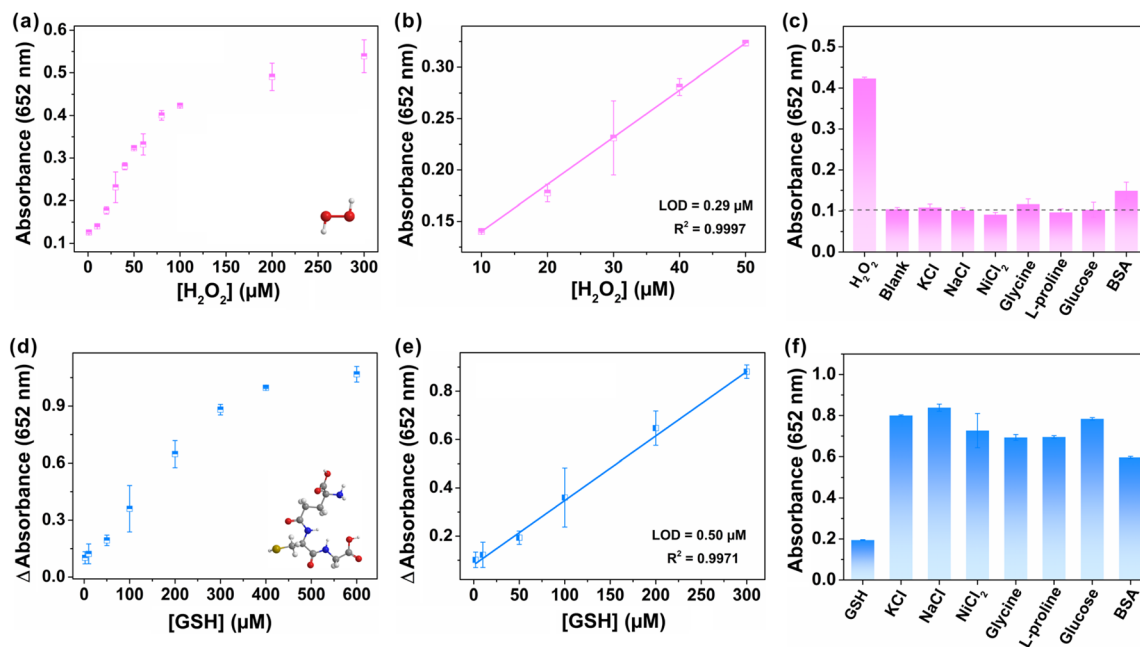 (a)
Absorbance (652 nm)
0.6
0.5
0.4
0.3
0.2
0.1
0
50
100
150
200
250
300
[H₂O₂] (µM)
(b)
Absorbance (652 nm)
0.30
0.25
0.20
0.15
LOD = 0.29 µM
R² = 0.9997
10
20
30
40
50
[H₂O₂] (µM)
(c)
Absorbance (652 nm)
0.5
0.4
0.3
0.2
0.1
0.0
H₂O₂
Blank
KCl
NaCl
NiCl₂
Glycine
L-proline
Glucose
BSA
(d)
Δ Absorbance (652 nm)
0.9
0.6
0.3
0.0
0
100
200
300
400
500
600
[GSH] (µM)
(e)
Δ Absorbance (652 nm)
0.8
0.6
0.4
0.2
0.0
LOD = 0.50 µM
R² = 0.9971
0
50
100
150
200
250
300
[GSH] (µM)
(f)
Absorbance (652 nm)
1.0
0.8
0.6
0.4
0.2
0.0
GSH
KCl
NaCl
NiCl₂
Glycine
L-proline
Glucose
BSA